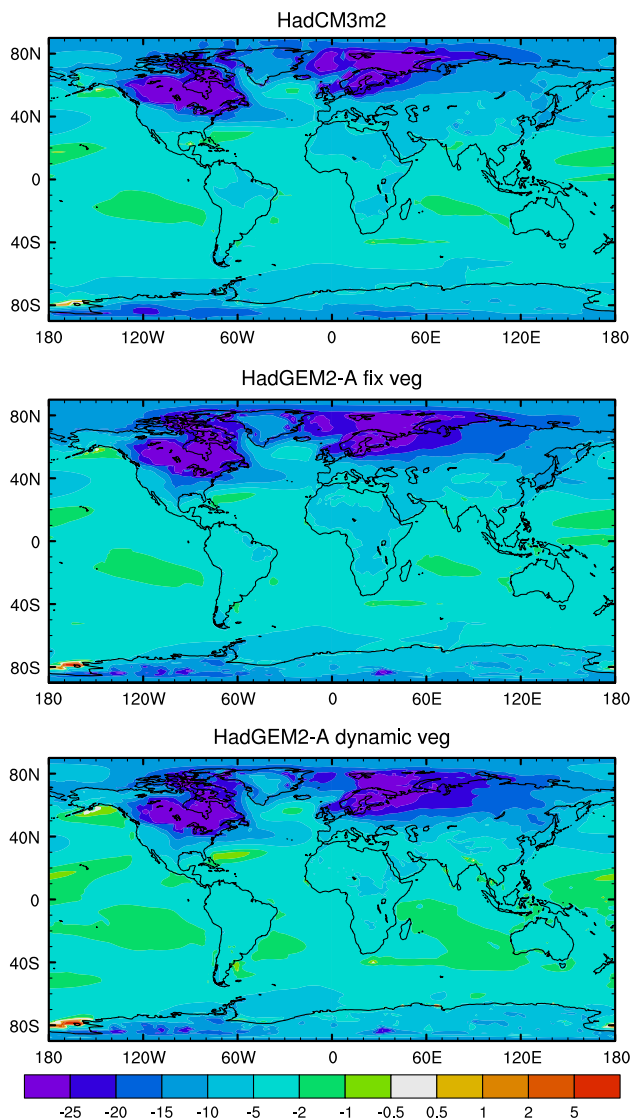 HadCM3m2
80N
40N
0
40S
80S
180 120W 60W 0 60E 120E 180
HadGEM2-A fix veg
80N
40N
0
40S
80S
180 120W 60W 0 60E 120E 180
HadGEM2-A dynamic veg
80N
40N
0
40S
80S
180 120W 60W 0 60E 120E 180
-25 -20 -15 -10 -5 -2 -1 -0.5 0.5 1 2 5